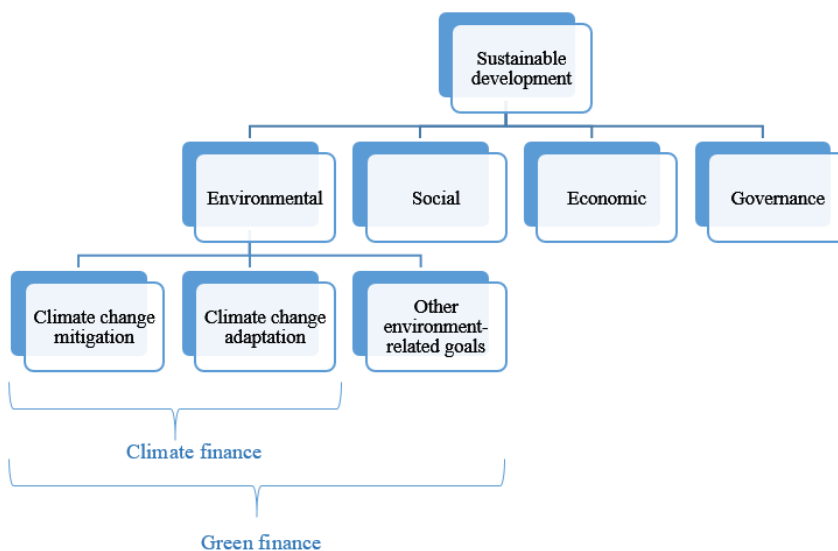 Sustainable
development
Environmental
Social
Economic
Governance
Climate change
mitigation
Climate change
adaptation
Other
environment-
related goals
Climate finance
Green finance